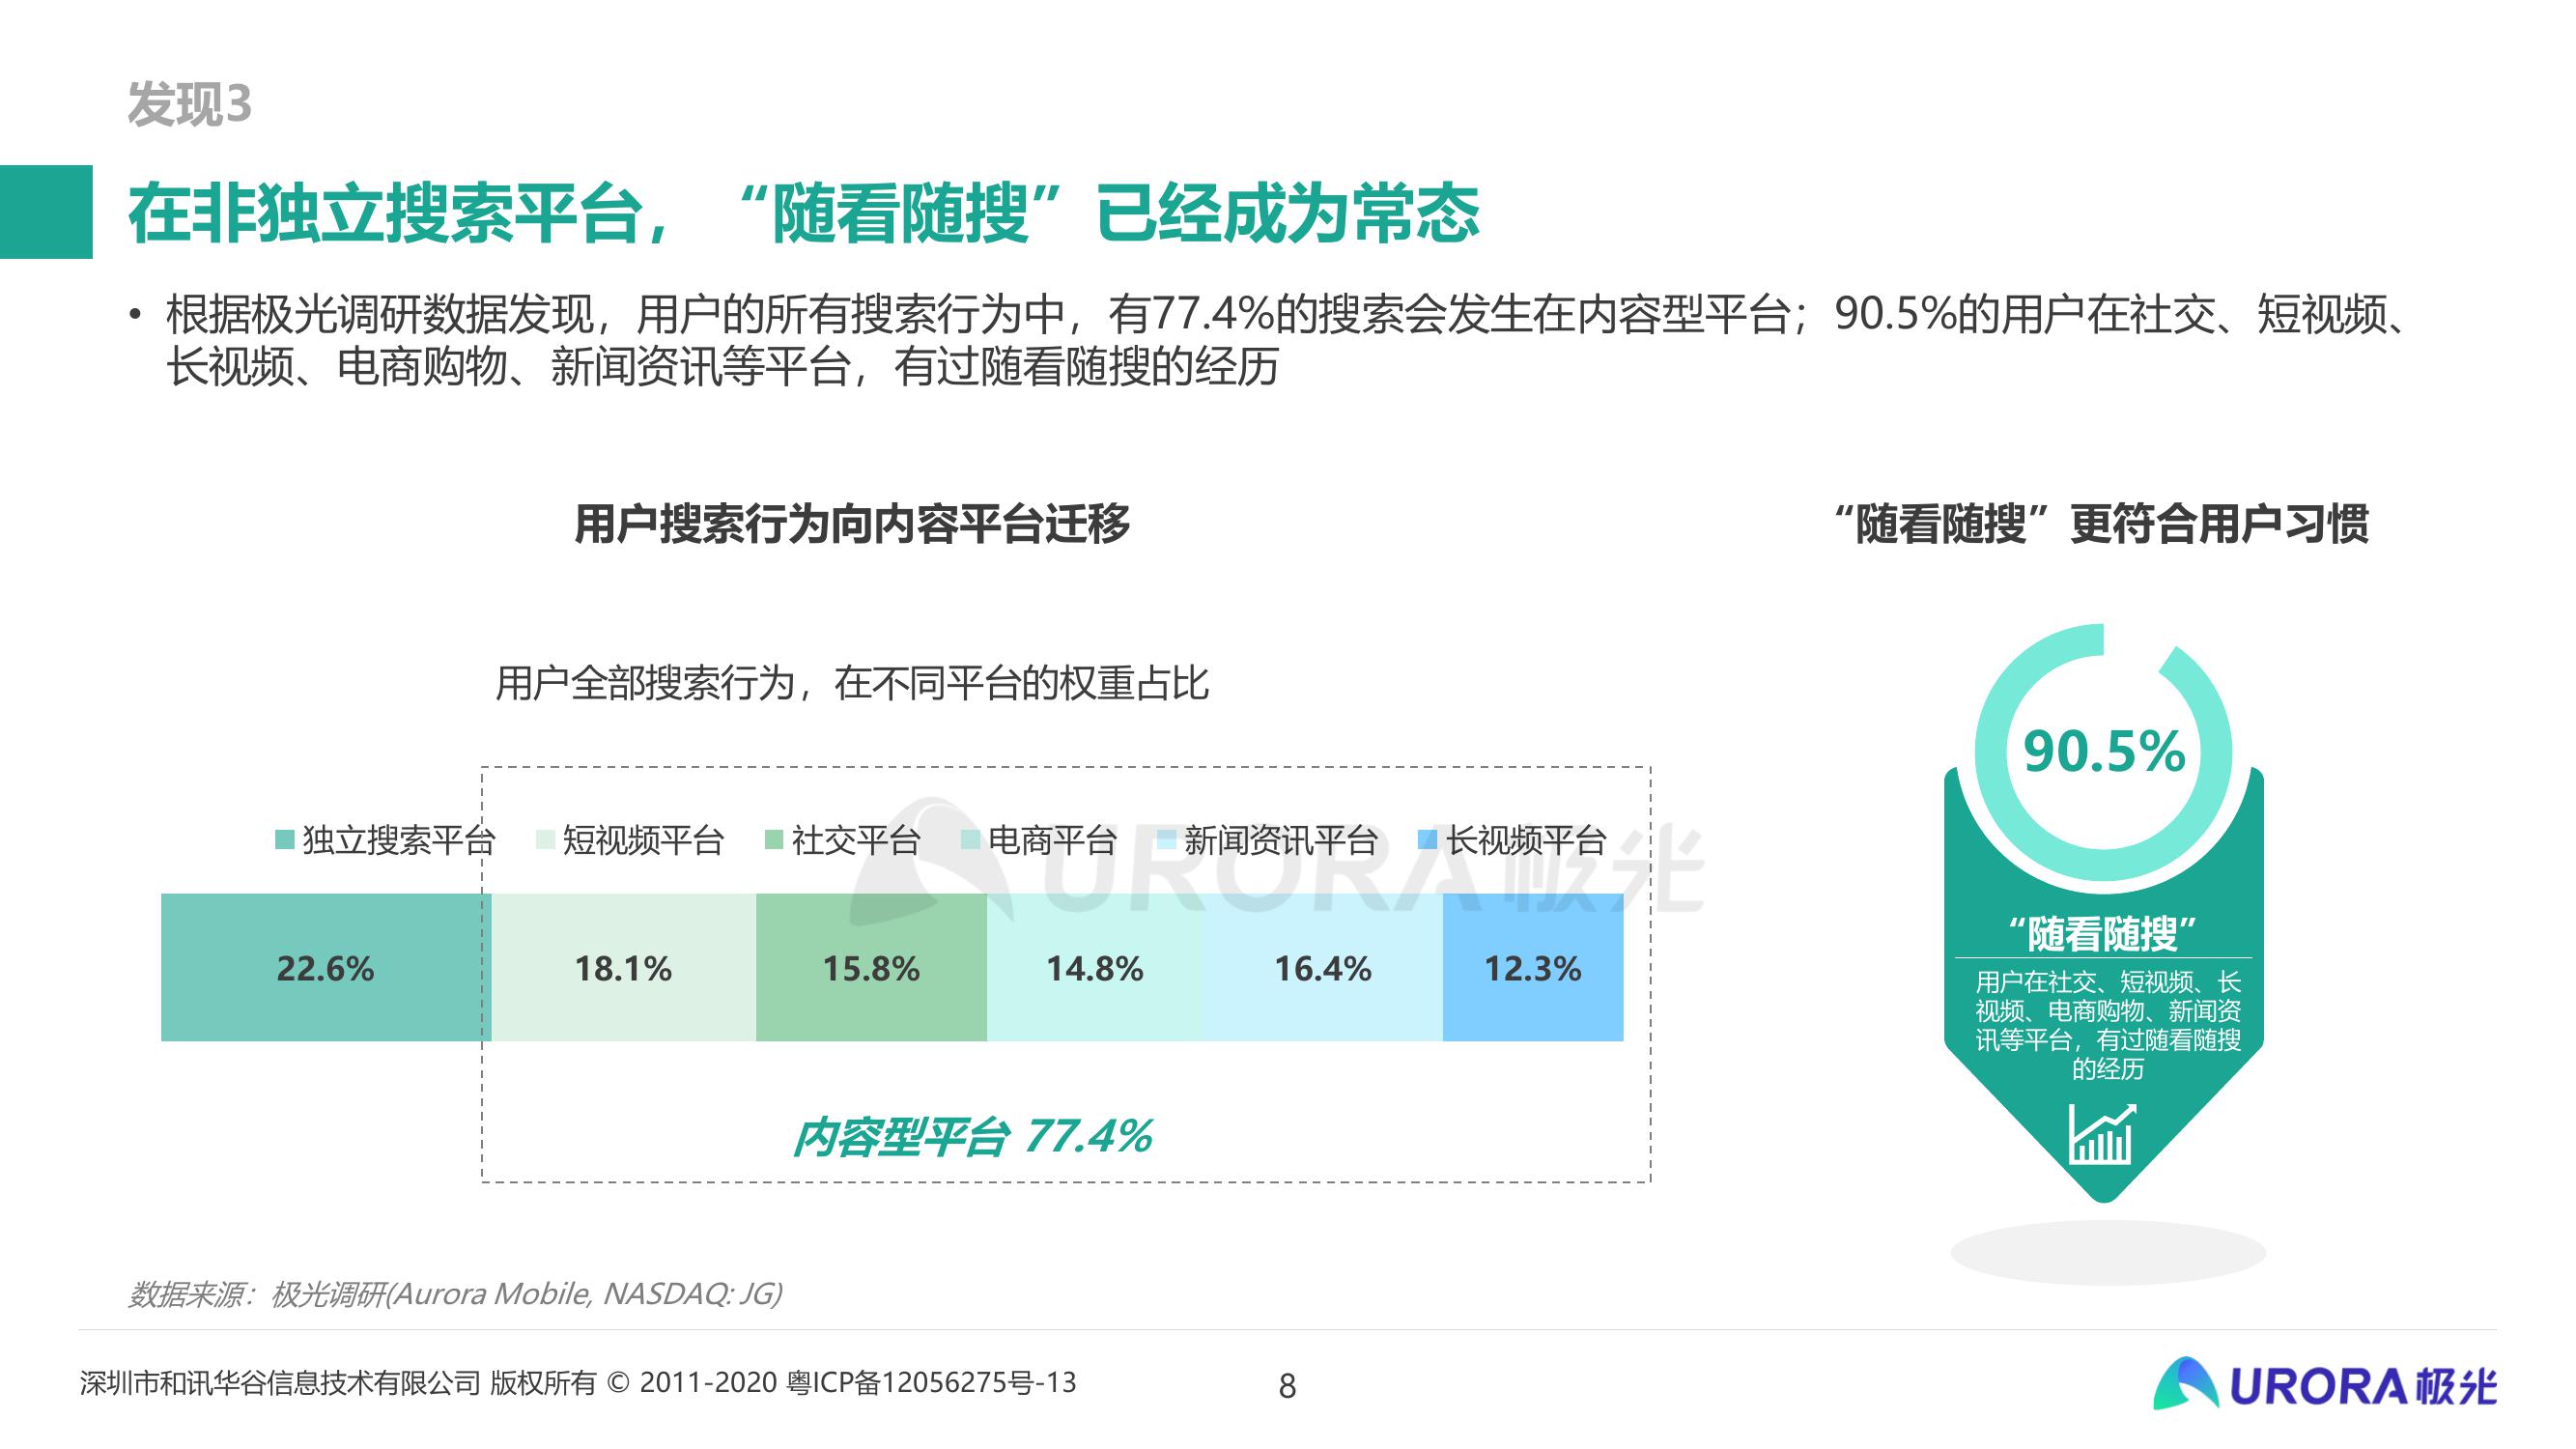 发现3
在非独立搜索平台，“随看随搜”已经成为常态
• 根据极光调研数据发现，用户的所有搜索行为中，有77.4%的搜索会发生在内容型平台；90.5%的用户在社交、短视频、
长视频、电商购物、新闻资讯等平台，有过随看随搜的经历
用户搜索行为向内容平台迁移
用户全部搜索行为，在不同平台的权重占比
独立搜索平台 短视频平台 社交平台 电商平台 新闻资讯平台 长视频平台
22.6% 18.1% 15.8% 14.8% 16.4% 12.3%
内容型平台 77.4%
URORA 极光
“随看随搜”更符合用户习惯
90.5%
“随看随搜”
用户在社交、短视频、长
视频、电商购物、新闻资
讯等平台，有过随看随搜
的经历
数据来源：极光调研(Aurora Mobile, NASDAQ: JG)
深圳市和讯华谷信息技术有限公司 版权所有 © 2011-2020 粤ICP备12056275号-13
8
URORA 极光